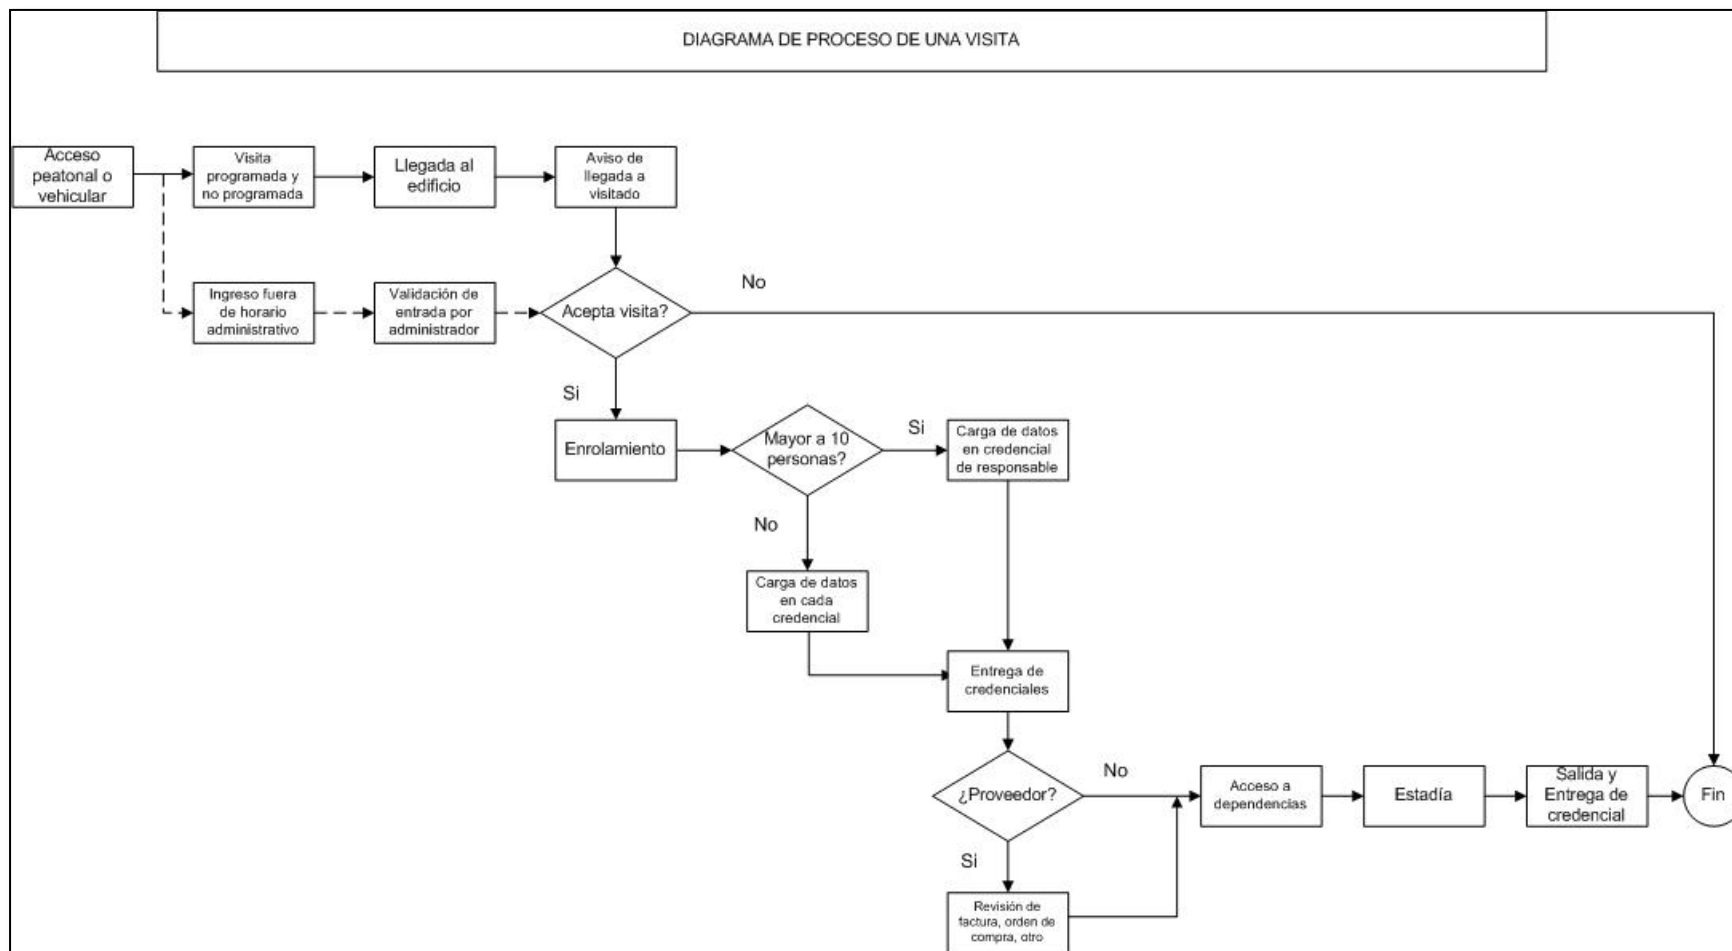 DIAGRAMA DE PROCESO DE UNA VISITA
Acceso
peatonal o
vehicular
Visita
programada y
no programada
Llegada al
edificio
Aviso de
llegada a
visitado
No
Ingreso fuera
de horario
administrativo
Validación de
entrada por
administrador
Acepta visita?
Si
Enrolamiento
Mayor a 10
personas?
Si
Carga de datos
en credencial
de responsable
No
Carga de datos
en cada
credencial
Entrega de
credenciales
¿Proveedor?
No
Acceso a
dependencias
Estadía
Salida y
Entrega de
credencial
Fin
Si
Revisión de
factura, orden de
compra, otro